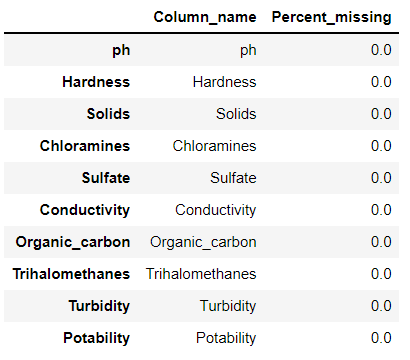 Column_name Percent_missing
ph ph 0.0
Hardness Hardness 0.0
Solids Solids 0.0
Chloramines Chloramines 0.0
Sulfate Sulfate 0.0
Conductivity Conductivity 0.0
Organic_carbon Organic_carbon 0.0
Trihalomethanes Trihalomethanes 0.0
Turbidity Turbidity 0.0
Potability Potability 0.0